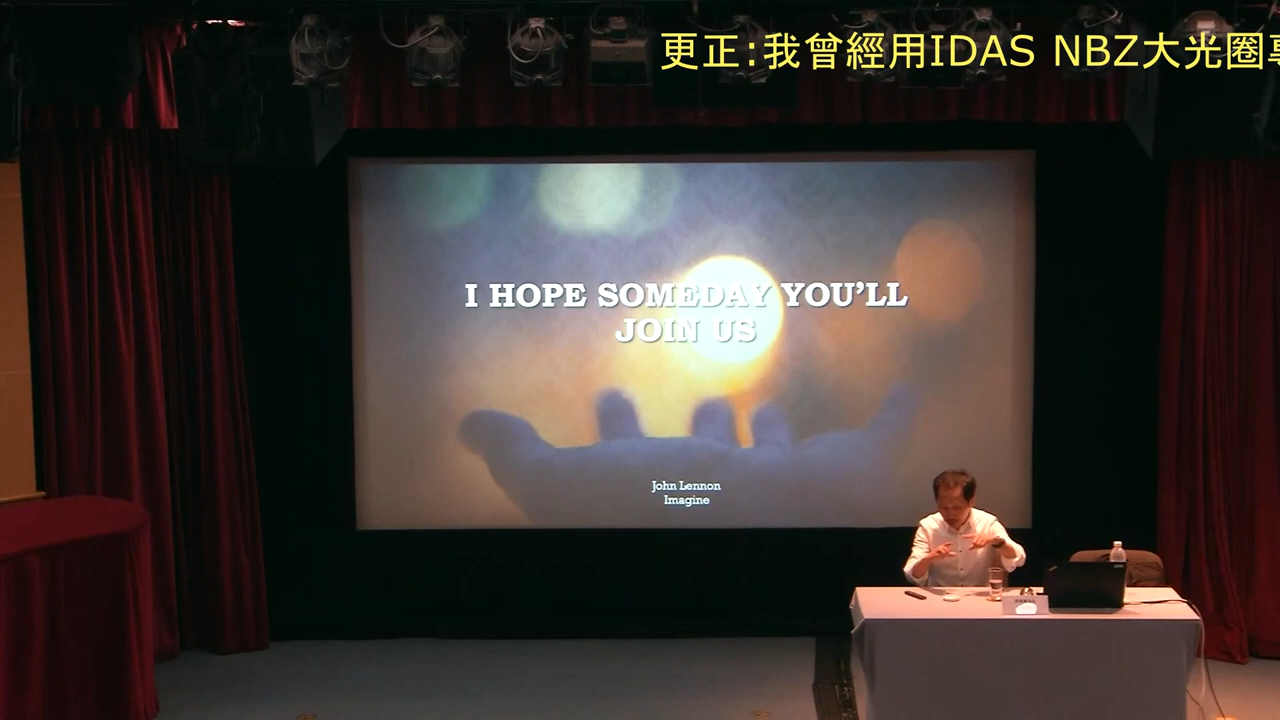 更正:我曾經用IDAS NBZ大光圈專
I HOPE SOMEDAY YOU'LL
JOIN US
John Lennon
Imagine